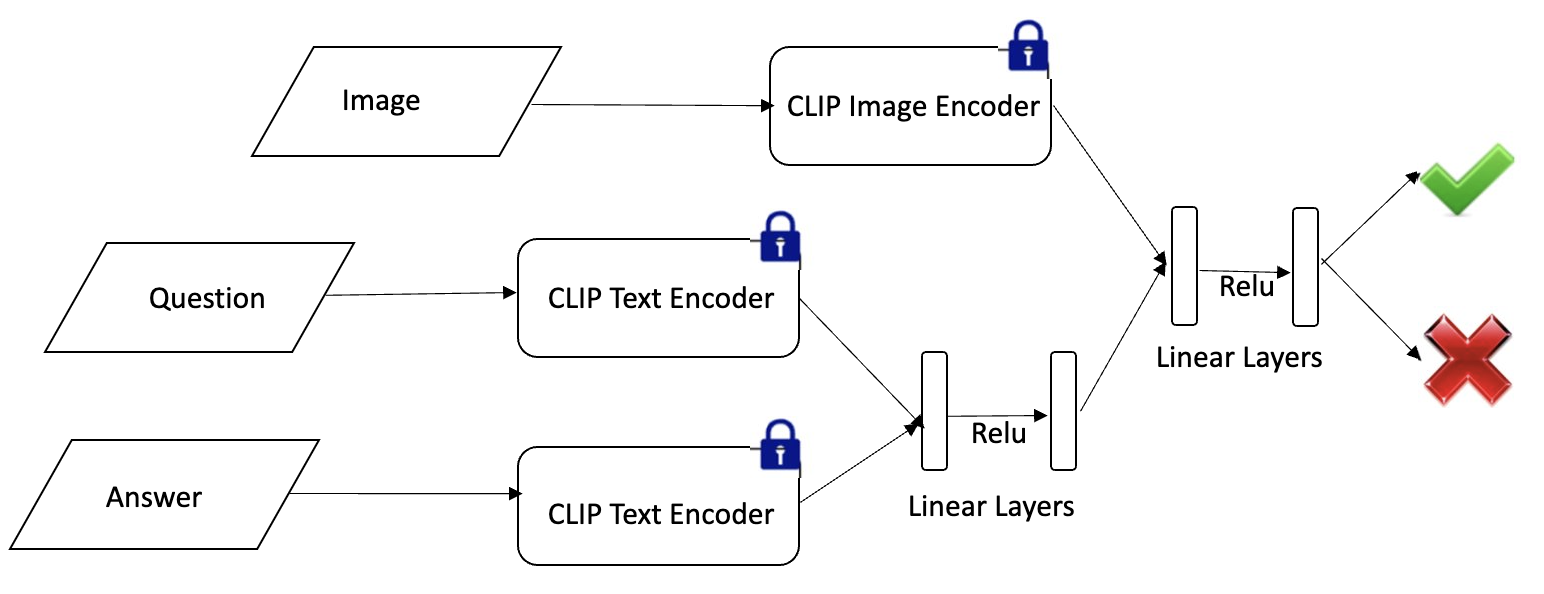 Image
CLIP Image Encoder
Question
CLIP Text Encoder
Relu
Linear Layers
Relu
Linear Layers
Answer
CLIP Text Encoder